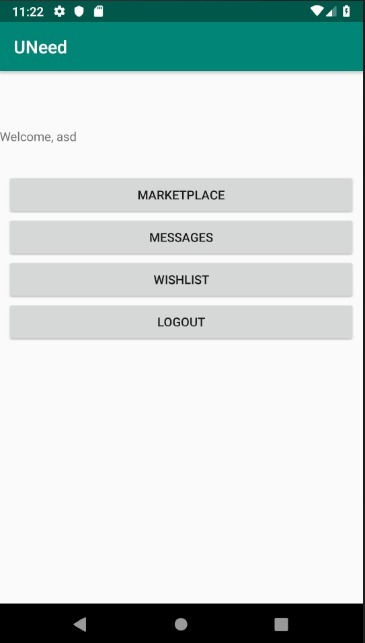 11:22
UNeed
Welcome, asd
MARKETPLACE
MESSAGES
WISHLIST
LOGOUT